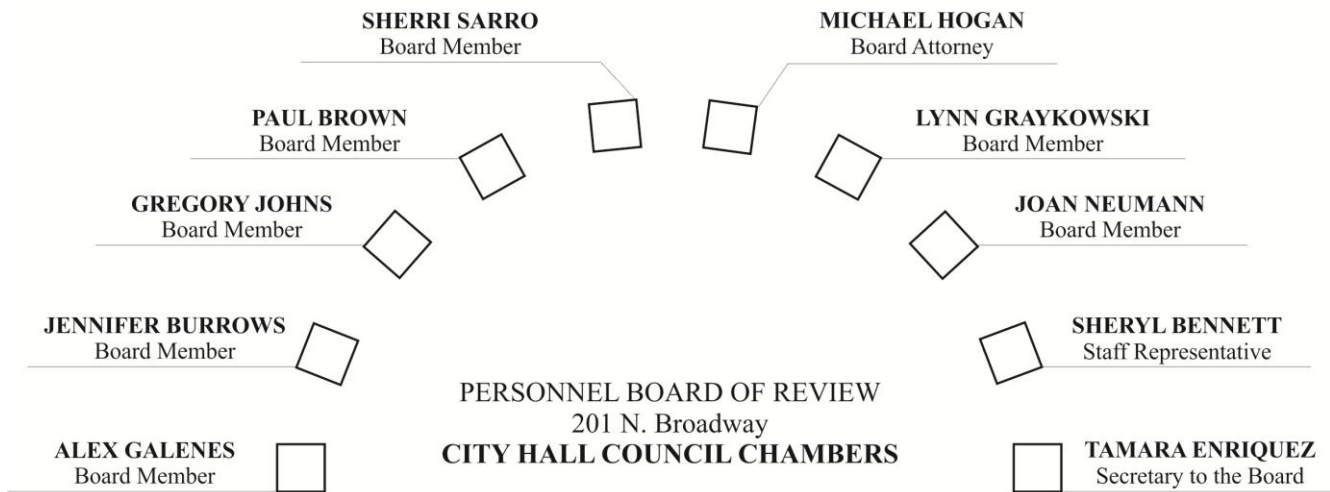 SHERRI SARRO
Board Member
MICHAEL HOGAN
Board Attorney
PAUL BROWN
Board Member
LYNN GRAYKOWSKI
Board Member
GREGORY JOHNS
Board Member
JOAN NEUMANN
Board Member
JENNIFER BURROWS
Board Member
SHERYL BENNETT
Staff Representative
PERSONNEL BOARD OF REVIEW
201 N. Broadway
CITY HALL COUNCIL CHAMBERS
ALEX GALENES
Board Member
TAMARA ENRIQUEZ
Secretary to the Board